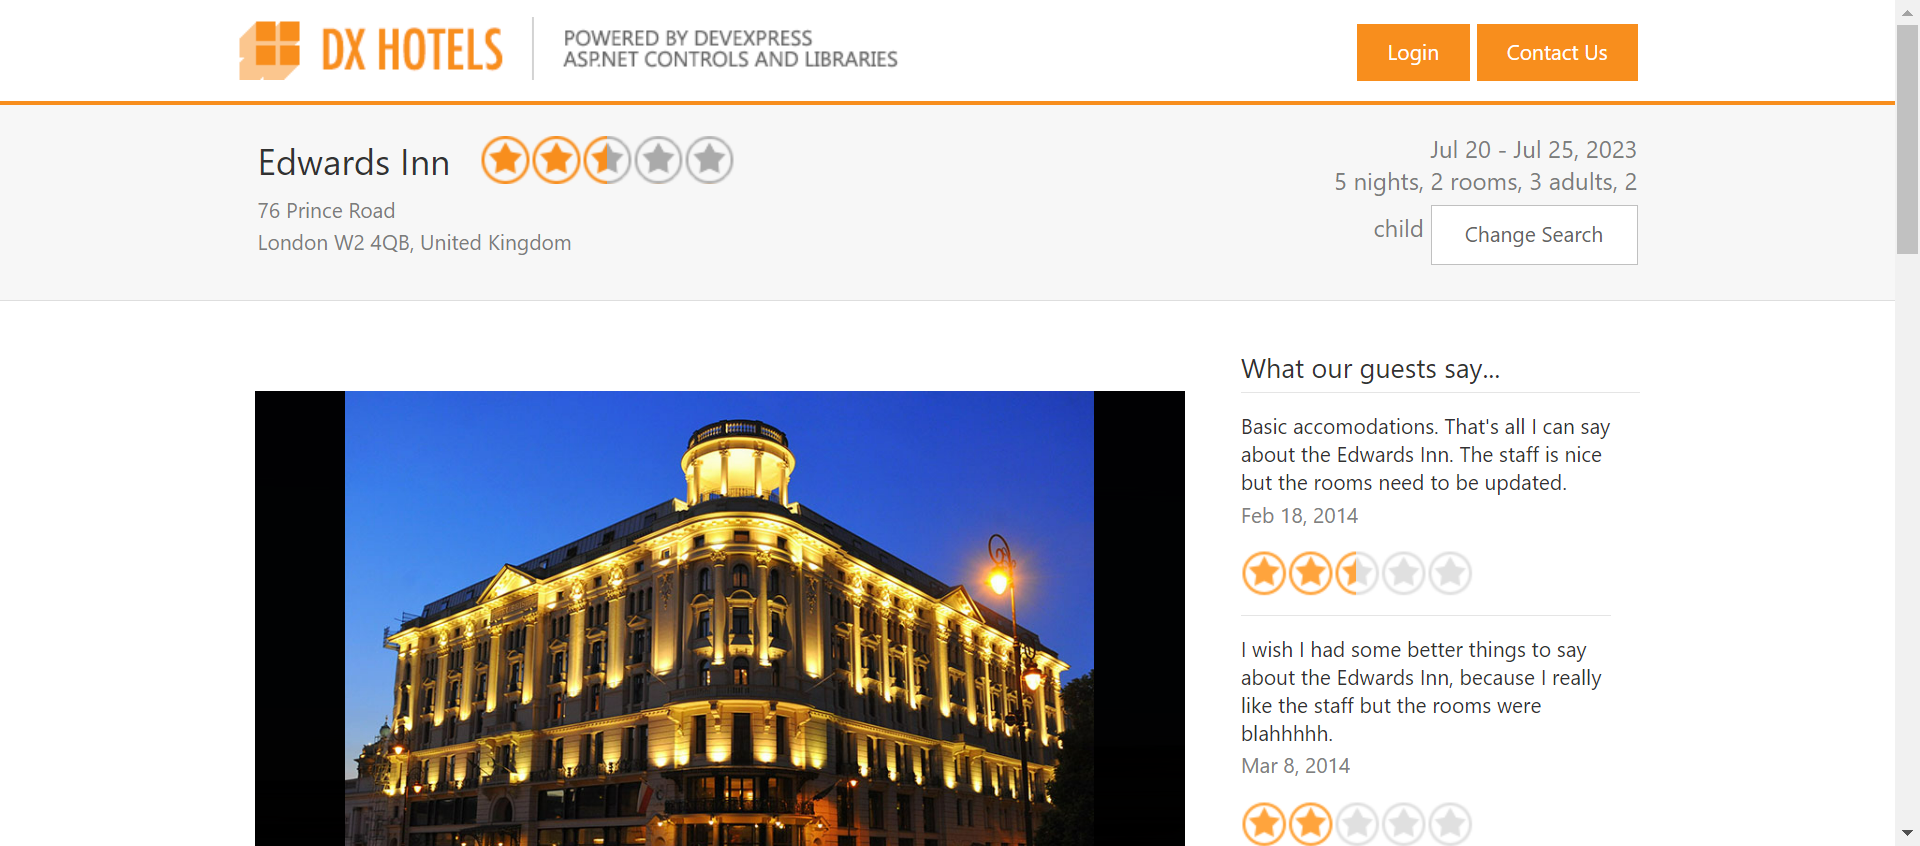 DX HOTELS
POWERED BY DEVEXPRESS
ASP.NET CONTROLS AND LIBRARIES
Login
Contact Us
Edwards Inn
76 Prince Road
London W2 4QB, United Kingdom
Jul 20 - Jul 25, 2023
5 nights, 2 rooms, 3 adults, 2
child
Change Search
What our guests say...
Basic accomodations. That's all I can say
about the Edwards Inn. The staff is nice
but the rooms need to be updated.
Feb 18, 2014
I wish I had some better things to say
about the Edwards Inn, because I really
like the staff but the rooms were
blahhhhh.
Mar 8, 2014